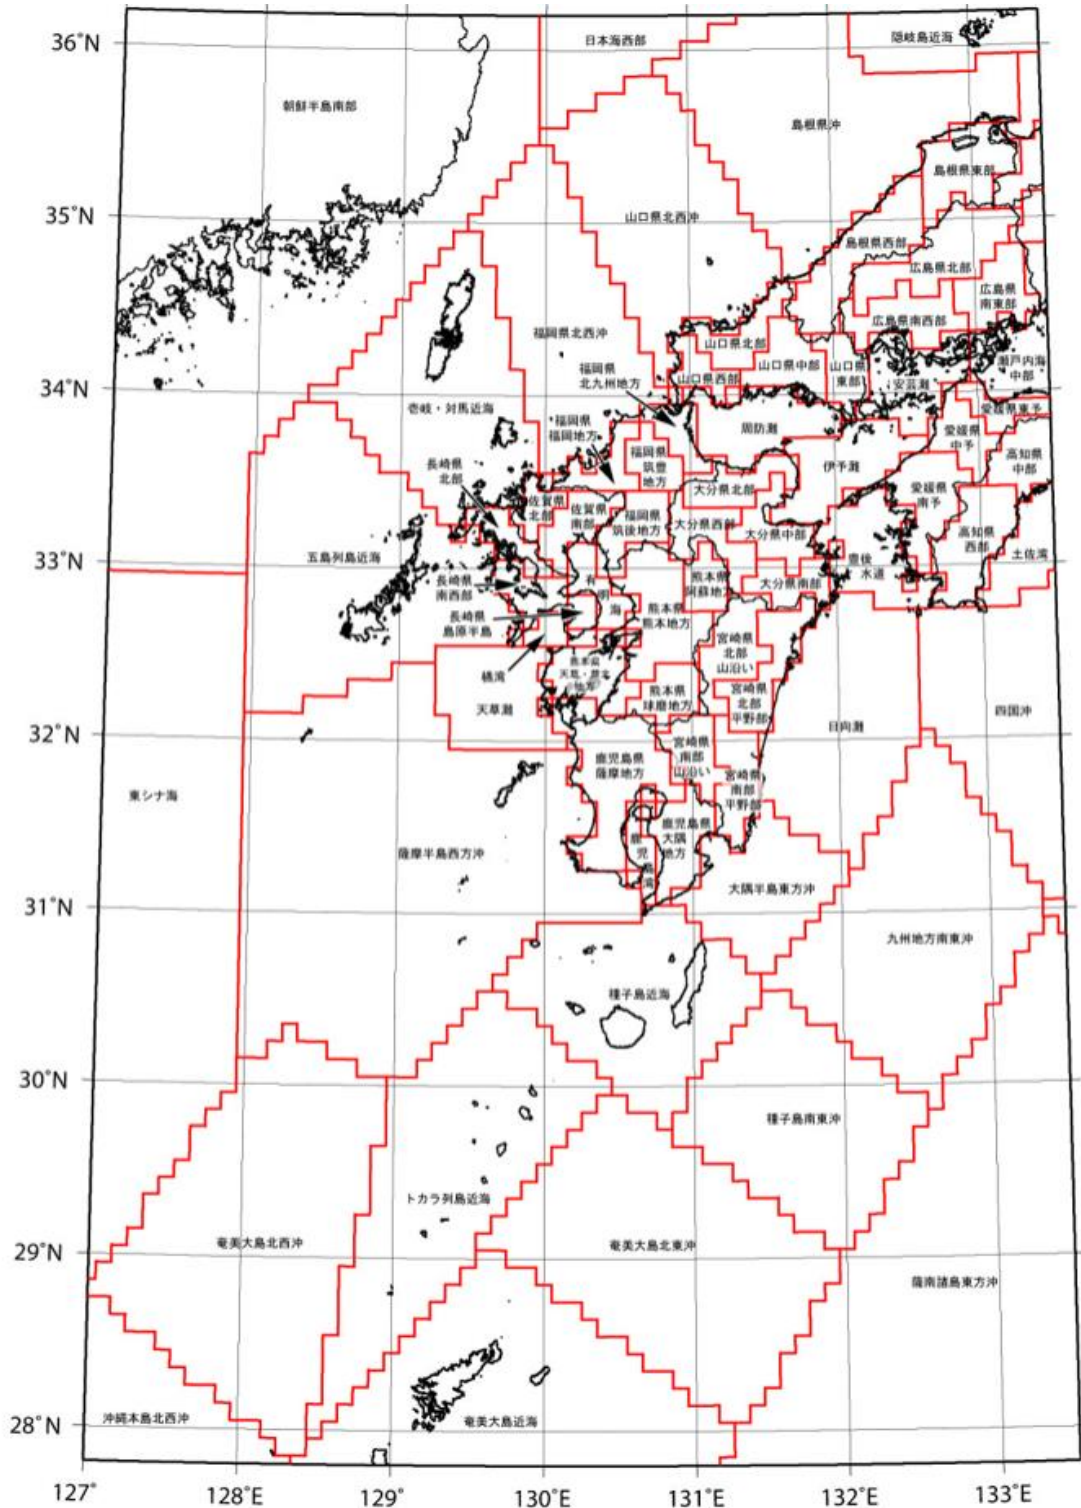 36°N
日本海西部
隠岐島近海
朝鮮半島南部
島根県沖
島根県東部
35°N
山口県北西沖
島根県西部
広島県北部
広島県
南東部
広島県南西部
福岡県北西沖
山口県北部
山口県中部
山口県
東部
瀬戸内海
中部
福岡県
北九州地方
山口県西部
安芸灘
34°N
壱岐・対馬近海
愛媛県東予
福岡県
福岡地方
周防灘
愛媛県
中予
福岡県
筑豊
地方
伊予灘
高知県
中部
長崎県
北部
佐賀県
北部
佐賀県
南部
福岡県
筑後地方
大分県北部
愛媛県
南予
大分県西部
大分県中部
高知県
西部
33°N
五島列島近海
豊後
水道
土佐湾
長崎県
南西部
有
明
海
熊本県
阿蘇地方
大分県南部
長崎県
島原半島
熊本県
熊本地方
宮崎県
北部
山沿い
橘湾
熊本県
天草・芦北
地方
天草灘
熊本県
球磨地方
宮崎県
北部
平野部
四国沖
32°N
日向灘
鹿児島県
薩摩地方
宮崎県
南部
山沿い
宮崎県
南部
平野部
東シナ海
鹿児島県
大隅
地方
鹿
児
島
湾
薩摩半島西方沖
大隅半島東方沖
31°N
九州地方南東沖
種子島近海
30°N
種子島南東沖
トカラ列島近海
29°N
奄美大島北西沖
奄美大島北東沖
薩南諸島東方沖
28°N
沖縄本島北西沖
奄美大島近海
127°
128°E
129°E
130°E
131°E
132°E
133°E